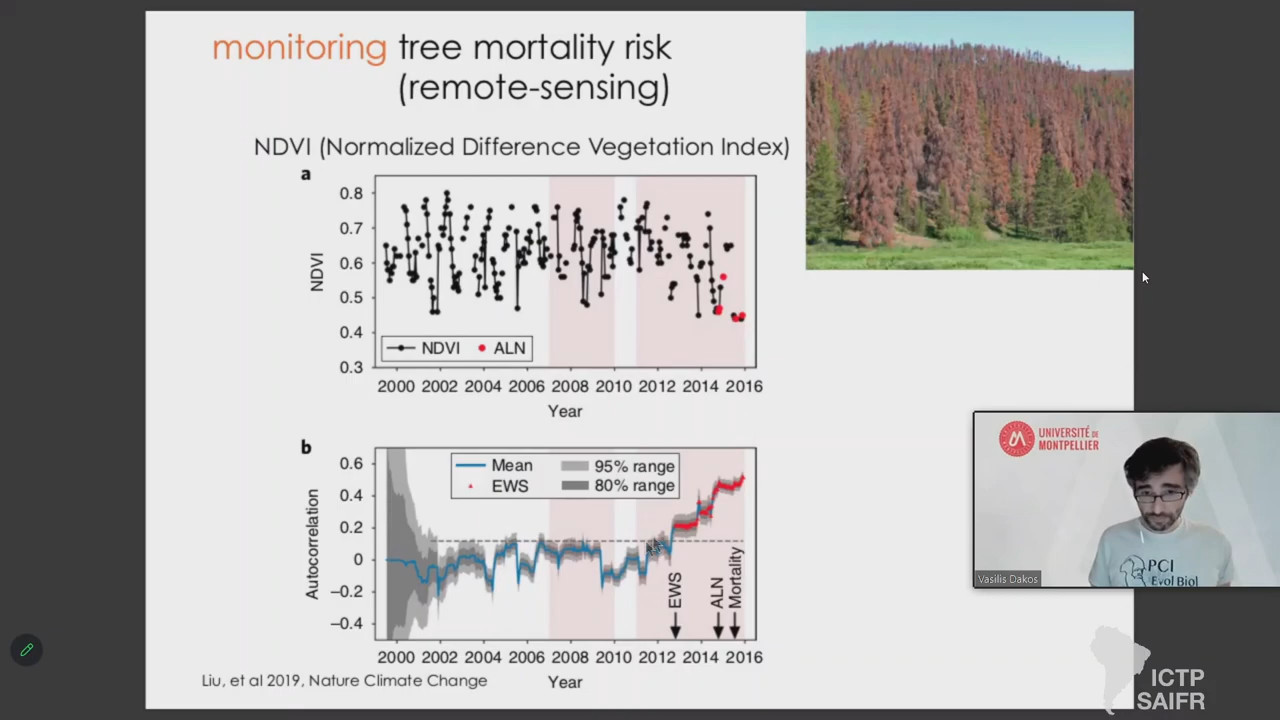 monitoring tree mortality risk
(remote-sensing)
NDVI (Normalized Difference Vegetation Index)
a
0.8
0.7
0.6
0.5
0.4
0.3
NDVI
NDVI ALN
2000 2002 2004 2006 2008 2010 2012 2014 2016
Year
b
0.6
0.4
0.2
0
−0.2
−0.4
Autocorrelation
Mean 95% range
EWS 80% range
EWS
ALN
Mortality
2000 2002 2004 2006 2008 2010 2012 2014 2016
Year
Liu, et al 2019, Nature Climate Change
UNIVERSITÉ DE
MONTPELLIER
PCI
Evol Biol
Vasilis Dakos
ICTP
SAIFR